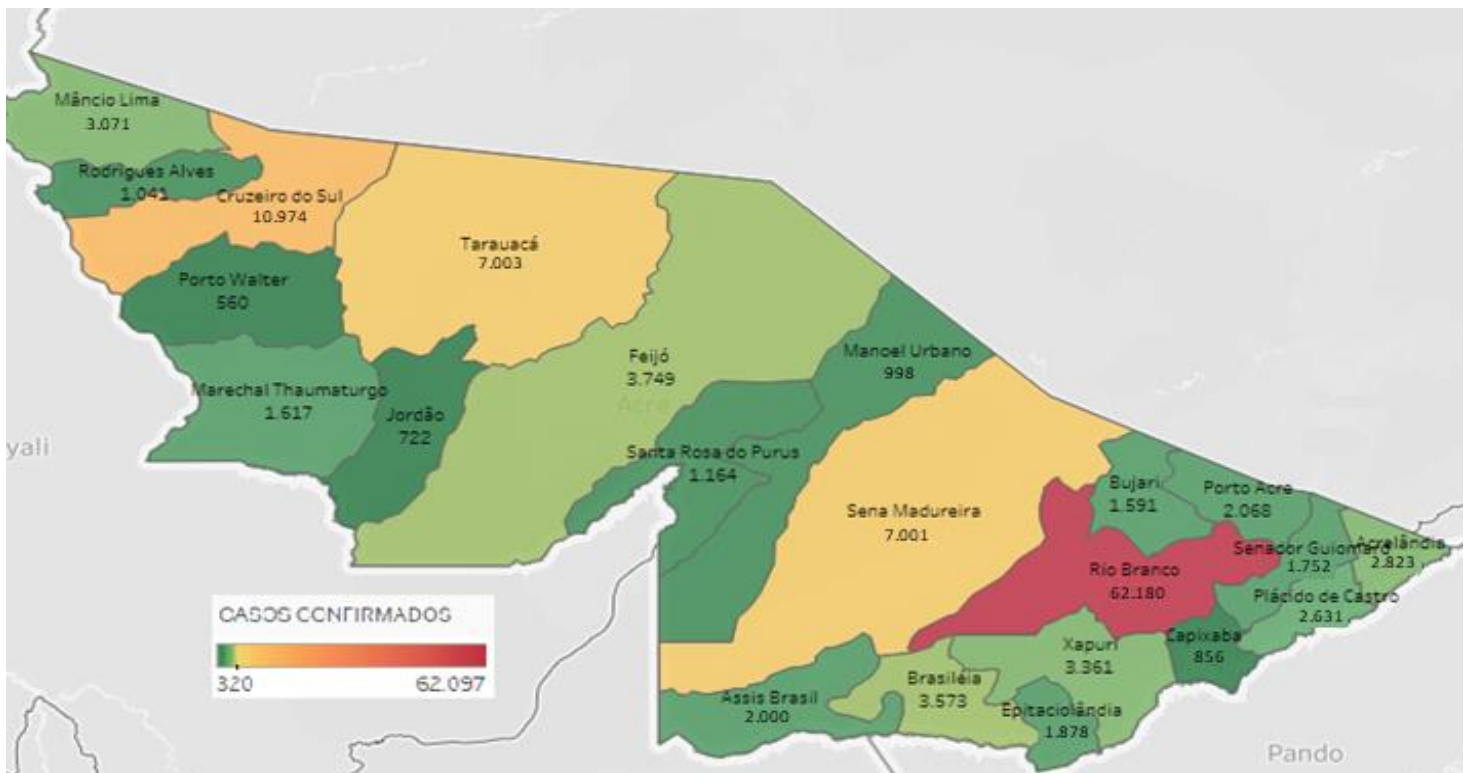 Mâncio Lima
3.071
Rodrigues Alves
1.041
Cruzeiro do Sul
10.974
Tarauacá
7.003
Porto Walter
560
Feijó
3.749
Acre
Manoel Urbano
998
Marechal Thaumaturgo
1.617
Jordão
722
yali
Santa Rosa do Purus
1.164
Sena Madureira
7.001
Bujari
1.591
Porto Acre
2.068
Senador Guiomard
1.752
Acrelândia
2.823
Rio Branco
62.180
Plácido de Castro
2.631
Capixaba
856
Xapuri
3.361
Brasiléia
3.573
Assis Brasil
2.000
Epitaciolândia
1.878
CASOS CONFIRMADOS
320 62.097
Pando